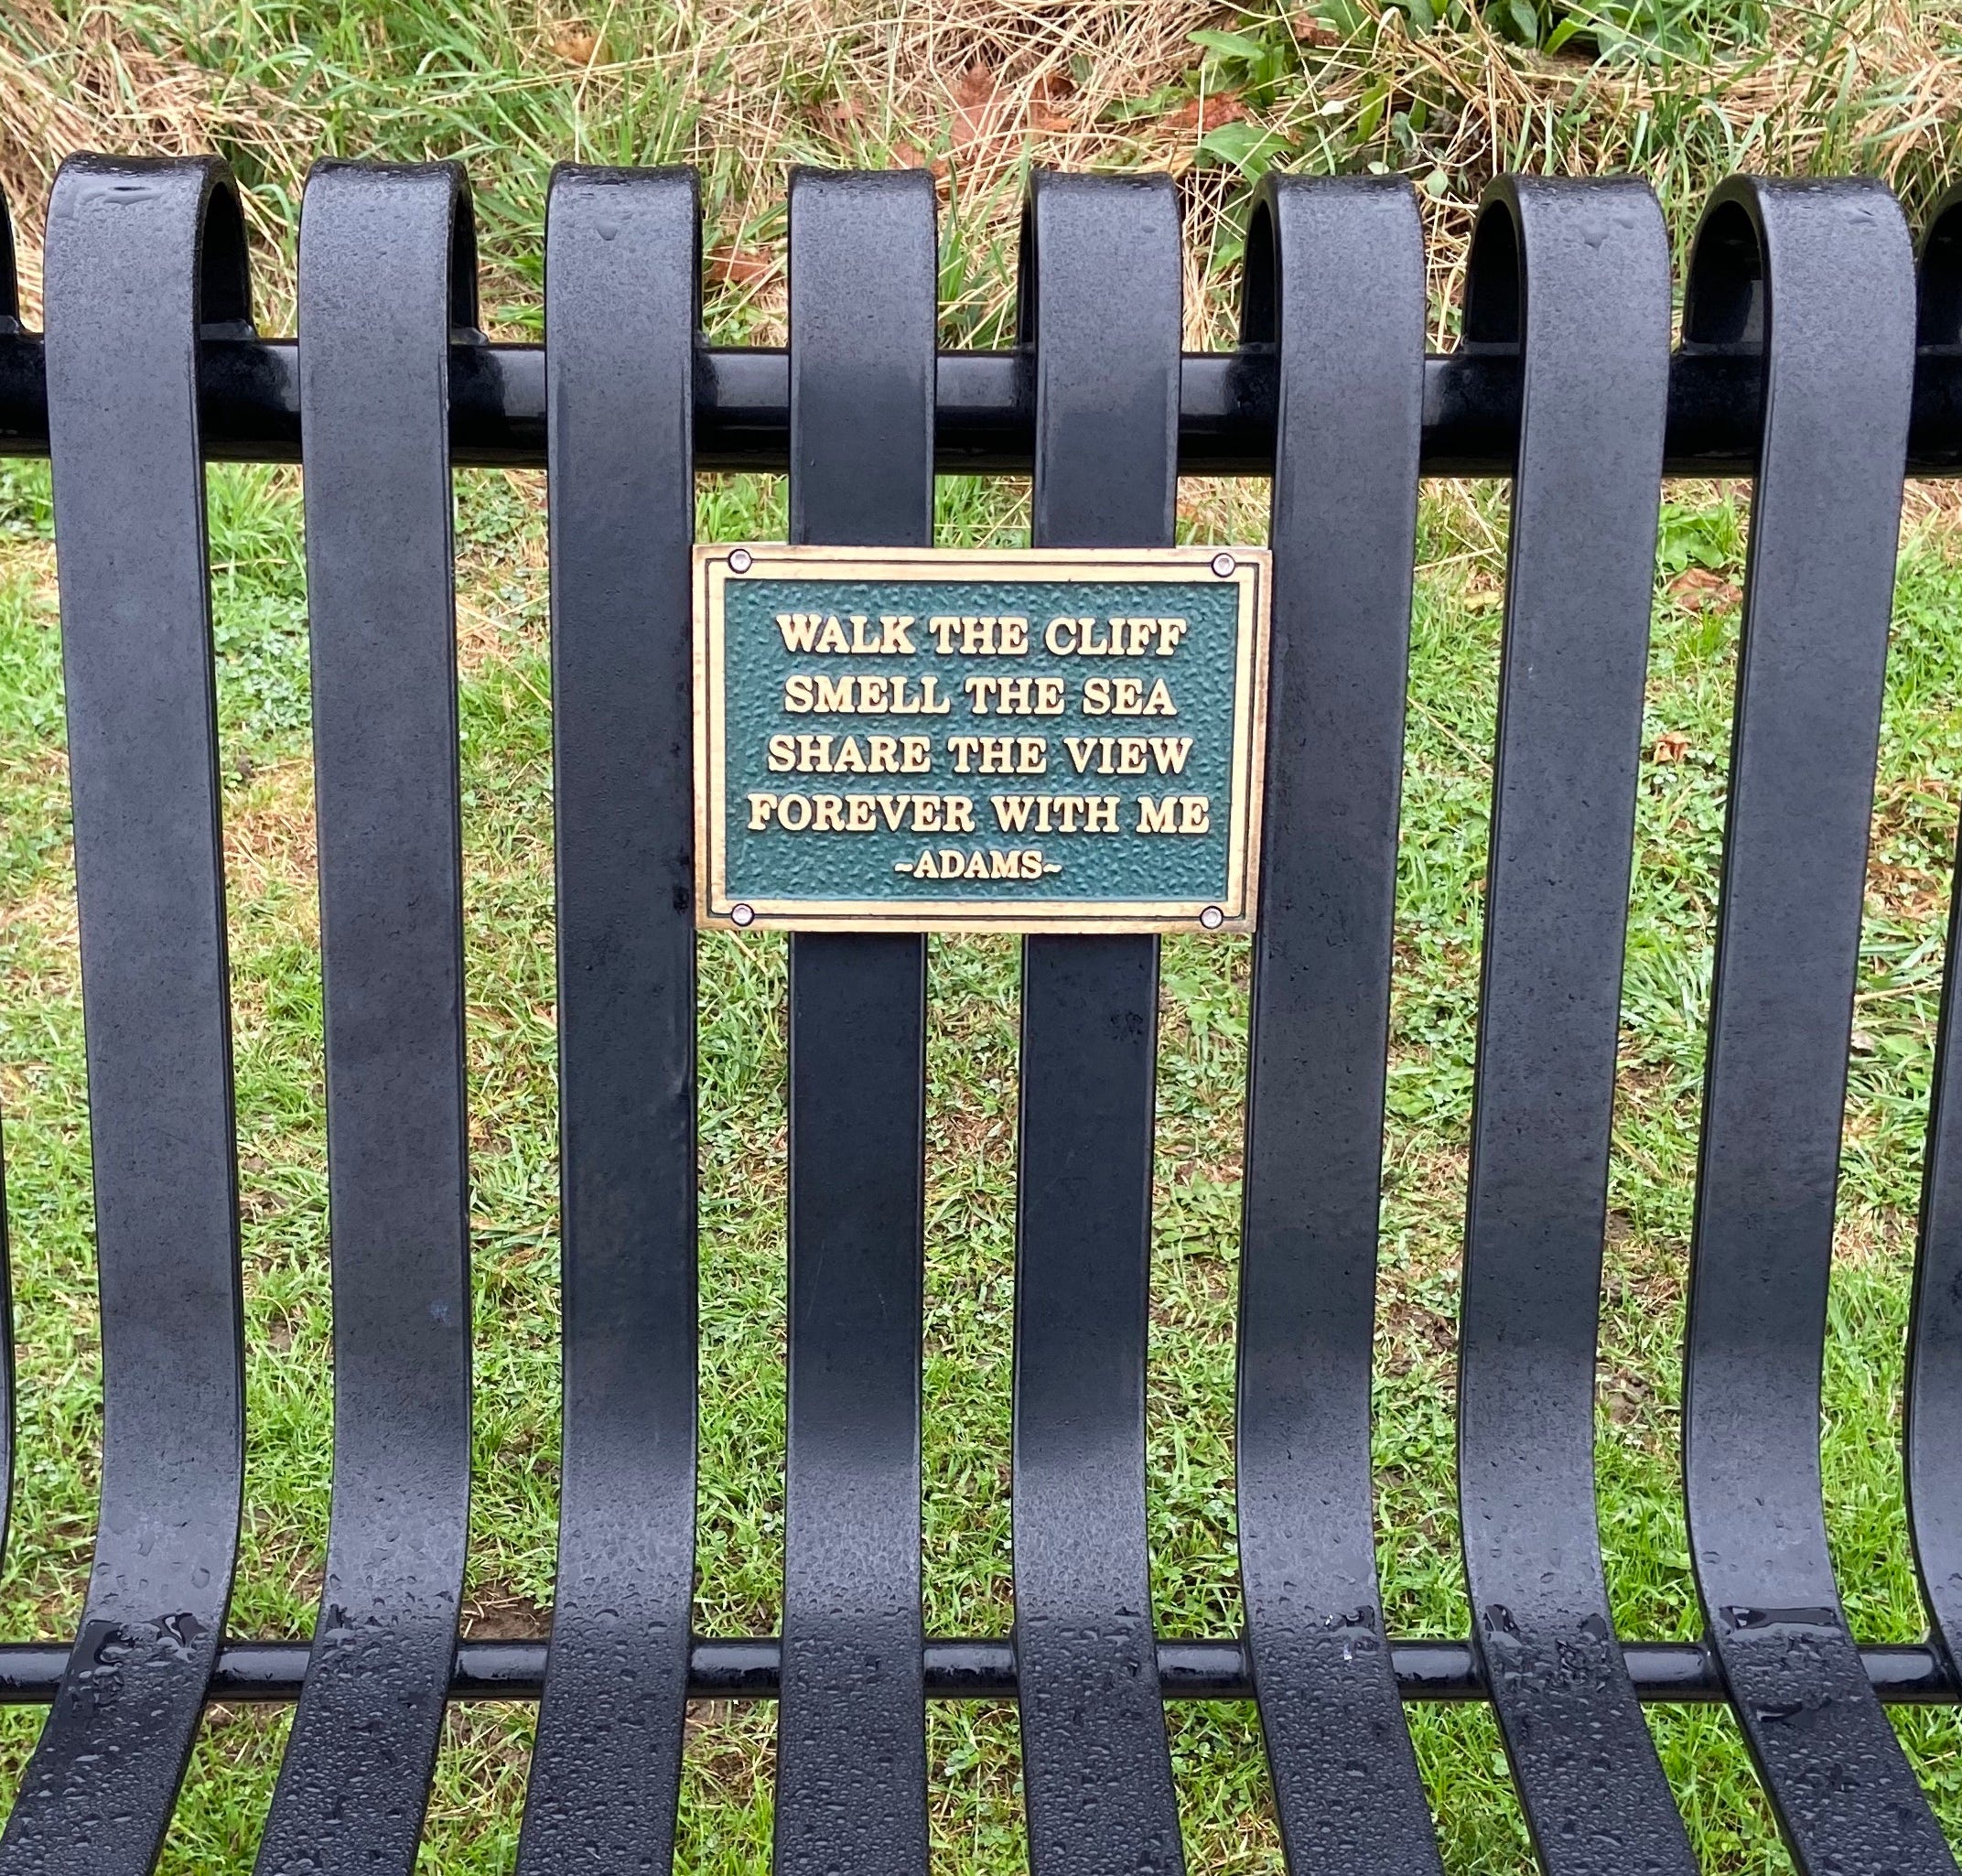 WALK THE CLIFF
SMELL THE SEA
SHARE THE VIEW
FOREVER WITH ME
~ADAMS~